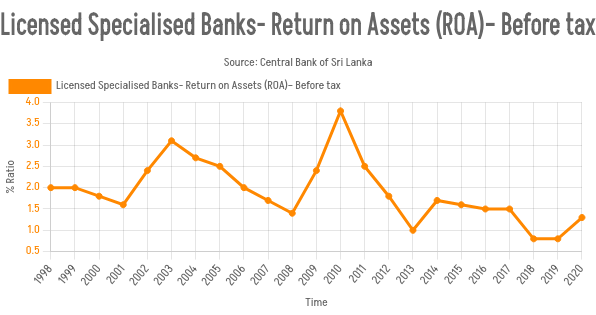 Licensed Specialised Banks- Return on Assets (ROA)- Before tax
Source: Central Bank of Sri Lanka
Licensed Specialised Banks- Return on Assets (ROA)- Before tax
4.0
3.5
3.0
2.5
2.0
1.5
1.0
0.5
% Ratio
1998 1999 2000 2001 2002 2003 2004 2005 2006 2007 2008 2009 2010 2011 2012 2013 2014 2015 2016 2017 2018 2019 2020
Time